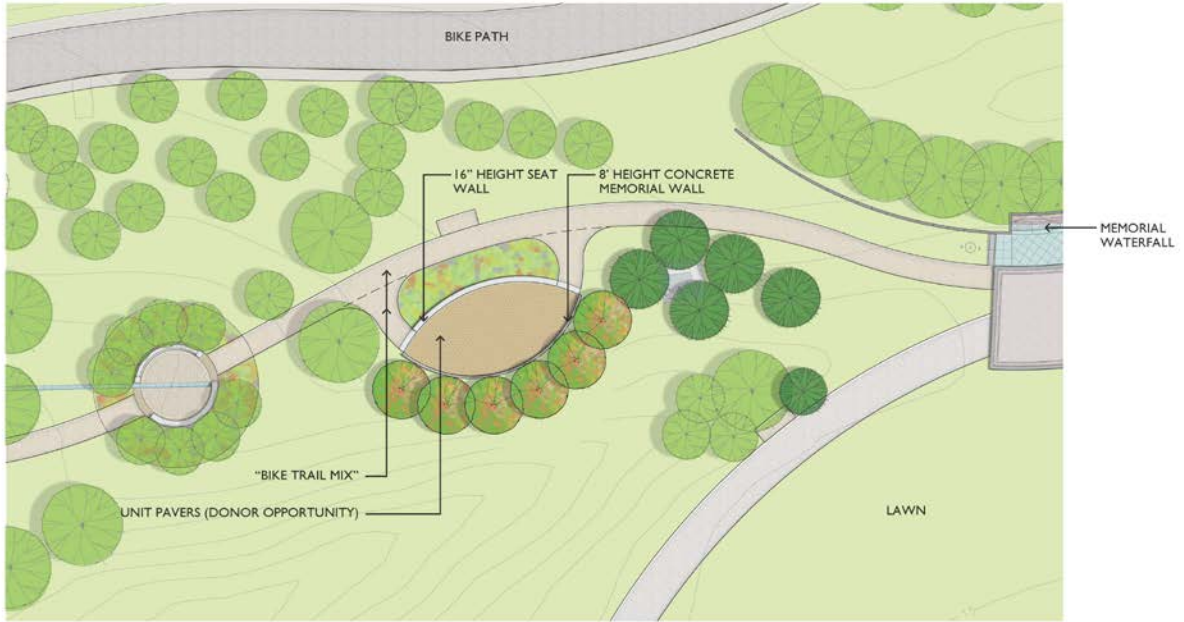 BIKE PATH
16" HEIGHT SEAT
WALL
8' HEIGHT CONCRETE
MEMORIAL WALL
MEMORIAL
WATERFALL
"BIKE TRAIL MIX"
UNIT PAVERS (DONOR OPPORTUNITY)
LAWN